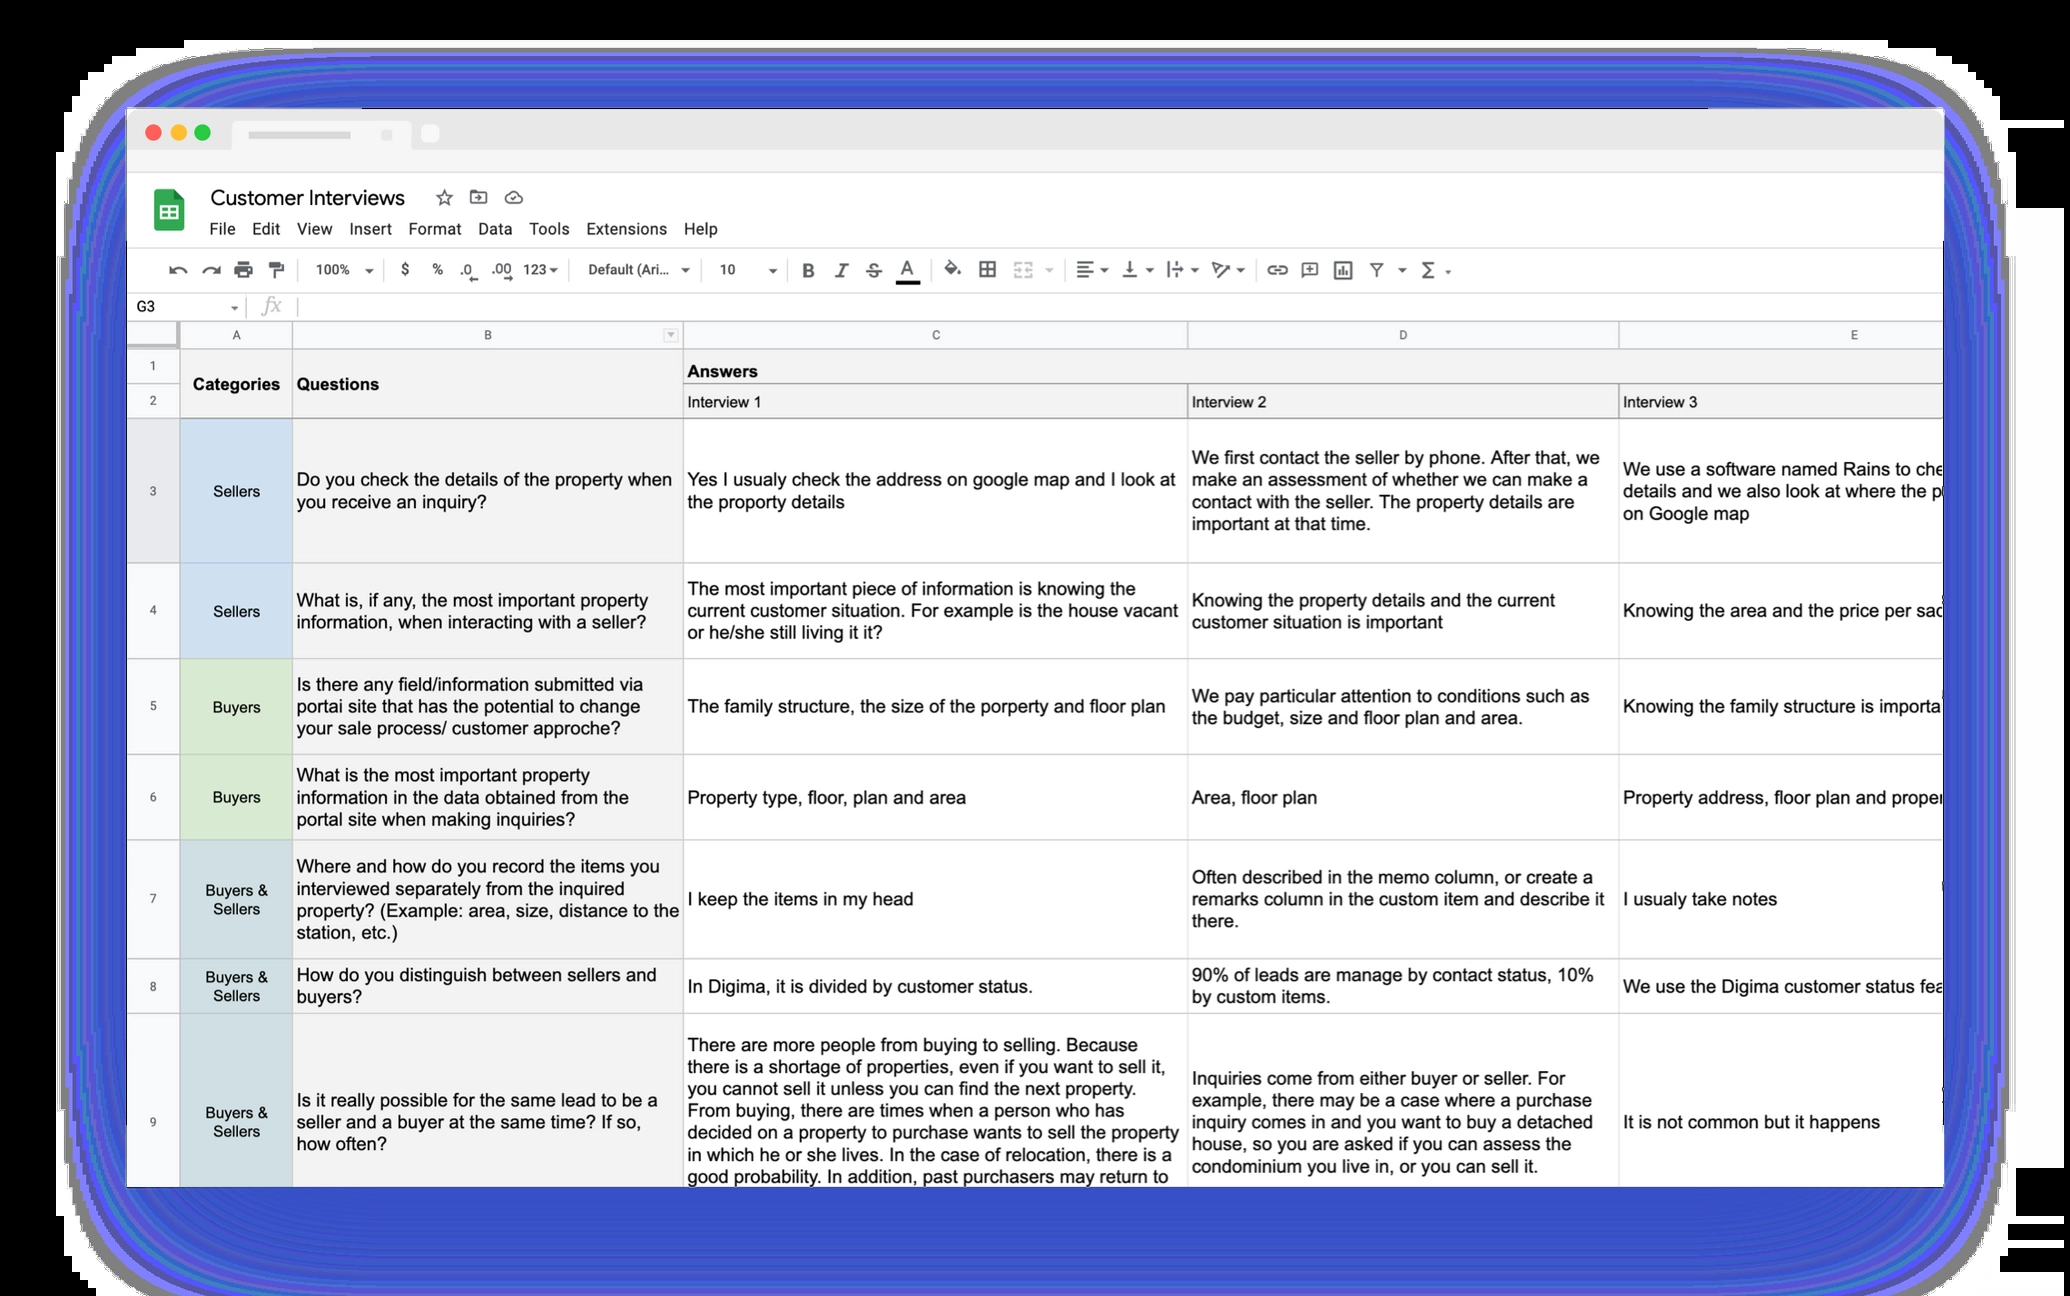 Customer Interviews
File Edit View Insert Format Data Tools Extensions Help
100% $ % .0 .00 123 Default (Ari... 10 B I S A Σ
G3 fx
A B C D E
1 Categories Questions Answers
2 Interview 1 Interview 2 Interview 3
3
Sellers
Do you check the details of the property when
you receive an inquiry?
Yes I usualy check the address on google map and I look at
the proporty details
We first contact the seller by phone. After that, we
make an assessment of whether we can make a
contact with the seller. The property details are
important at that time.
We use a software named Rains to che
details and we also look at where the p
on Google map
4
Sellers
What is, if any, the most important property
information, when interacting with a seller?
The most important piece of information is knowing the
current customer situation. For example is the house vacant
or he/she still living it it?
Knowing the property details and the current
customer situation is important
Knowing the area and the price per sac
5
Buyers
Is there any field/information submitted via
portai site that has the potential to change
your sale process/ customer approche?
The family structure, the size of the porperty and floor plan
We pay particular attention to conditions such as
the budget, size and floor plan and area.
Knowing the family structure is importa
6
Buyers
What is the most important property
information in the data obtained from the
portal site when making inquiries?
Property type, floor, plan and area
Area, floor plan
Property address, floor plan and proper
7
Buyers &
Sellers
Where and how do you record the items you
interviewed separately from the inquired
property? (Example: area, size, distance to the
station, etc.)
I keep the items in my head
Often described in the memo column, or create a
remarks column in the custom item and describe it
there.
I usualy take notes
8
Buyers &
Sellers
How do you distinguish between sellers and
buyers?
In Digima, it is divided by customer status.
90% of leads are manage by contact status, 10%
by custom items.
We use the Digima customer status fea
9
Buyers &
Sellers
Is it really possible for the same lead to be a
seller and a buyer at the same time? If so,
how often?
There are more people from buying to selling. Because
there is a shortage of properties, even if you want to sell it,
you cannot sell it unless you can find the next property.
From buying, there are times when a person who has
decided on a property to purchase wants to sell the property
in which he or she lives. In the case of relocation, there is a
good probability. In addition, past purchasers may return to
Inquiries come from either buyer or seller. For
example, there may be a case where a purchase
inquiry comes in and you want to buy a detached
house, so you are asked if you can assess the
condominium you live in, or you can sell it.
It is not common but it happens